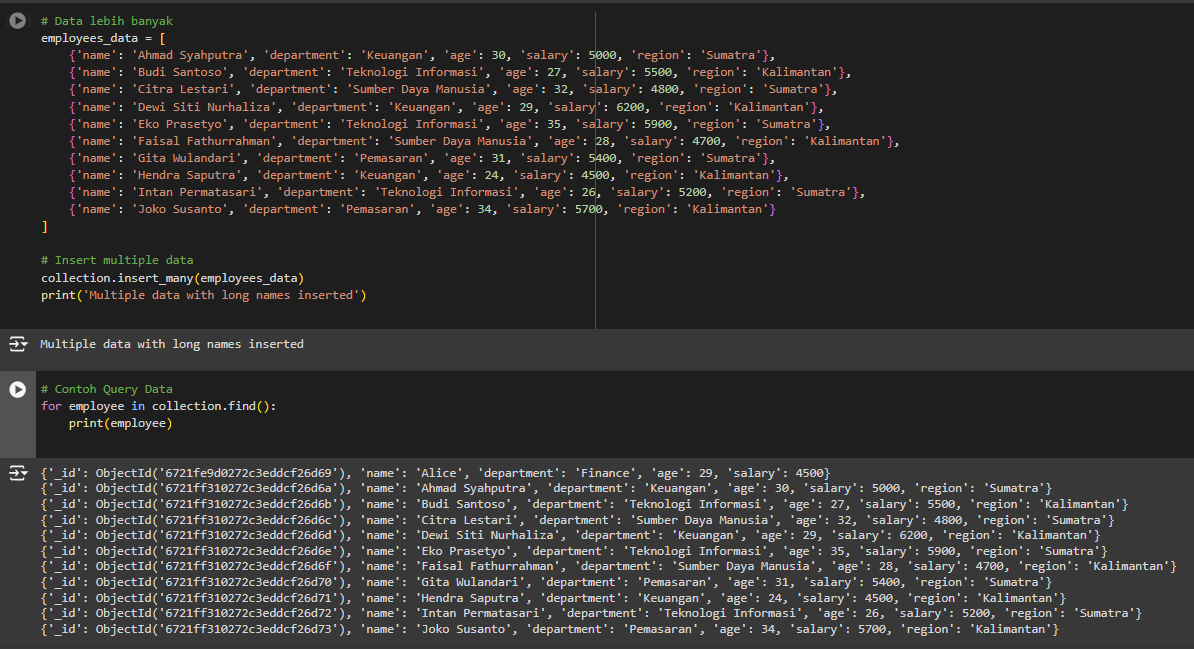 # Data lebih banyak
employees_data = [
    {'name': 'Ahmad Syahputra', 'department': 'Keuangan', 'age': 30, 'salary': 5000, 'region': 'Sumatra'},
    {'name': 'Budi Santoso', 'department': 'Teknologi Informasi', 'age': 27, 'salary': 5500, 'region': 'Kalimantan'},
    {'name': 'Citra Lestari', 'department': 'Sumber Daya Manusia', 'age': 32, 'salary': 4800, 'region': 'Sumatra'},
    {'name': 'Dewi Siti Nurhaliza', 'department': 'Keuangan', 'age': 29, 'salary': 6200, 'region': 'Kalimantan'},
    {'name': 'Eko Prasetyo', 'department': 'Teknologi Informasi', 'age': 35, 'salary': 5900, 'region': 'Sumatra'},
    {'name': 'Faisal Fathurrahman', 'department': 'Sumber Daya Manusia', 'age': 28, 'salary': 4700, 'region': 'Kalimantan'},
    {'name': 'Gita Wulandari', 'department': 'Pemasaran', 'age': 31, 'salary': 5400, 'region': 'Sumatra'},
    {'name': 'Hendra Saputra', 'department': 'Keuangan', 'age': 24, 'salary': 4500, 'region': 'Kalimantan'},
    {'name': 'Intan Permatasari', 'department': 'Teknologi Informasi', 'age': 26, 'salary': 5200, 'region': 'Sumatra'},
    {'name': 'Joko Susanto', 'department': 'Pemasaran', 'age': 34, 'salary': 5700, 'region': 'Kalimantan'}
]
# Insert multiple data
collection.insert_many(employees_data)
print('Multiple data with long names inserted')
Multiple data with long names inserted
# Contoh Query Data
for employee in collection.find():
    print(employee)
{'_id': ObjectId('6721fe9d0272c3eddcf26d69'), 'name': 'Alice', 'department': 'Finance', 'age': 29, 'salary': 4500}
{'_id': ObjectId('6721ff310272c3eddcf26d6a'), 'name': 'Ahmad Syahputra', 'department': 'Keuangan', 'age': 30, 'salary': 5000, 'region': 'Sumatra'}
{'_id': ObjectId('6721ff310272c3eddcf26d6b'), 'name': 'Budi Santoso', 'department': 'Teknologi Informasi', 'age': 27, 'salary': 5500, 'region': 'Kalimantan'}
{'_id': ObjectId('6721ff310272c3eddcf26d6c'), 'name': 'Citra Lestari', 'department': 'Sumber Daya Manusia', 'age': 32, 'salary': 4800, 'region': 'Sumatra'}
{'_id': ObjectId('6721ff310272c3eddcf26d6d'), 'name': 'Dewi Siti Nurhaliza', 'department': 'Keuangan', 'age': 29, 'salary': 6200, 'region': 'Kalimantan'}
{'_id': ObjectId('6721ff310272c3eddcf26d6e'), 'name': 'Eko Prasetyo', 'department': 'Teknologi Informasi', 'age': 35, 'salary': 5900, 'region': 'Sumatra'}
{'_id': ObjectId('6721ff310272c3eddcf26d6f'), 'name': 'Faisal Fathurrahman', 'department': 'Sumber Daya Manusia', 'age': 28, 'salary': 4700, 'region': 'Kalimantan'}
{'_id': ObjectId('6721ff310272c3eddcf26d70'), 'name': 'Gita Wulandari', 'department': 'Pemasaran', 'age': 31, 'salary': 5400, 'region': 'Sumatra'}
{'_id': ObjectId('6721ff310272c3eddcf26d71'), 'name': 'Hendra Saputra', 'department': 'Keuangan', 'age': 24, 'salary': 4500, 'region': 'Kalimantan'}
{'_id': ObjectId('6721ff310272c3eddcf26d72'), 'name': 'Intan Permatasari', 'department': 'Teknologi Informasi', 'age': 26, 'salary': 5200, 'region': 'Sumatra'}
{'_id': ObjectId('6721ff310272c3eddcf26d73'), 'name': 'Joko Susanto', 'department': 'Pemasaran', 'age': 34, 'salary': 5700, 'region': 'Kalimantan'}